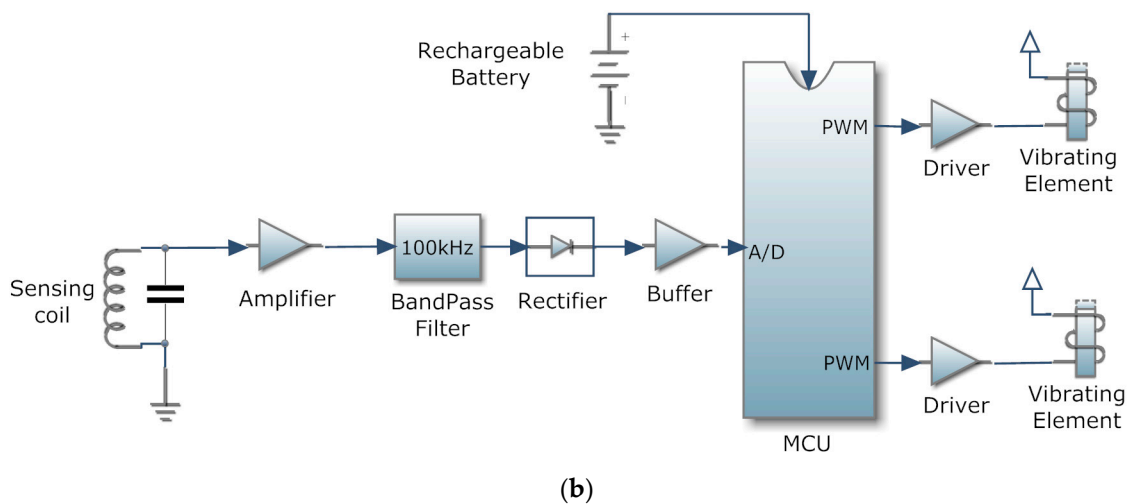 Rechargeable
Battery
+
PWM
Driver
Vibrating
Element
Sensing
coil
Amplifier
100kHz
BandPass
Filter
Rectifier
Buffer
A/D
PWM
Driver
Vibrating
Element
MCU
(b)